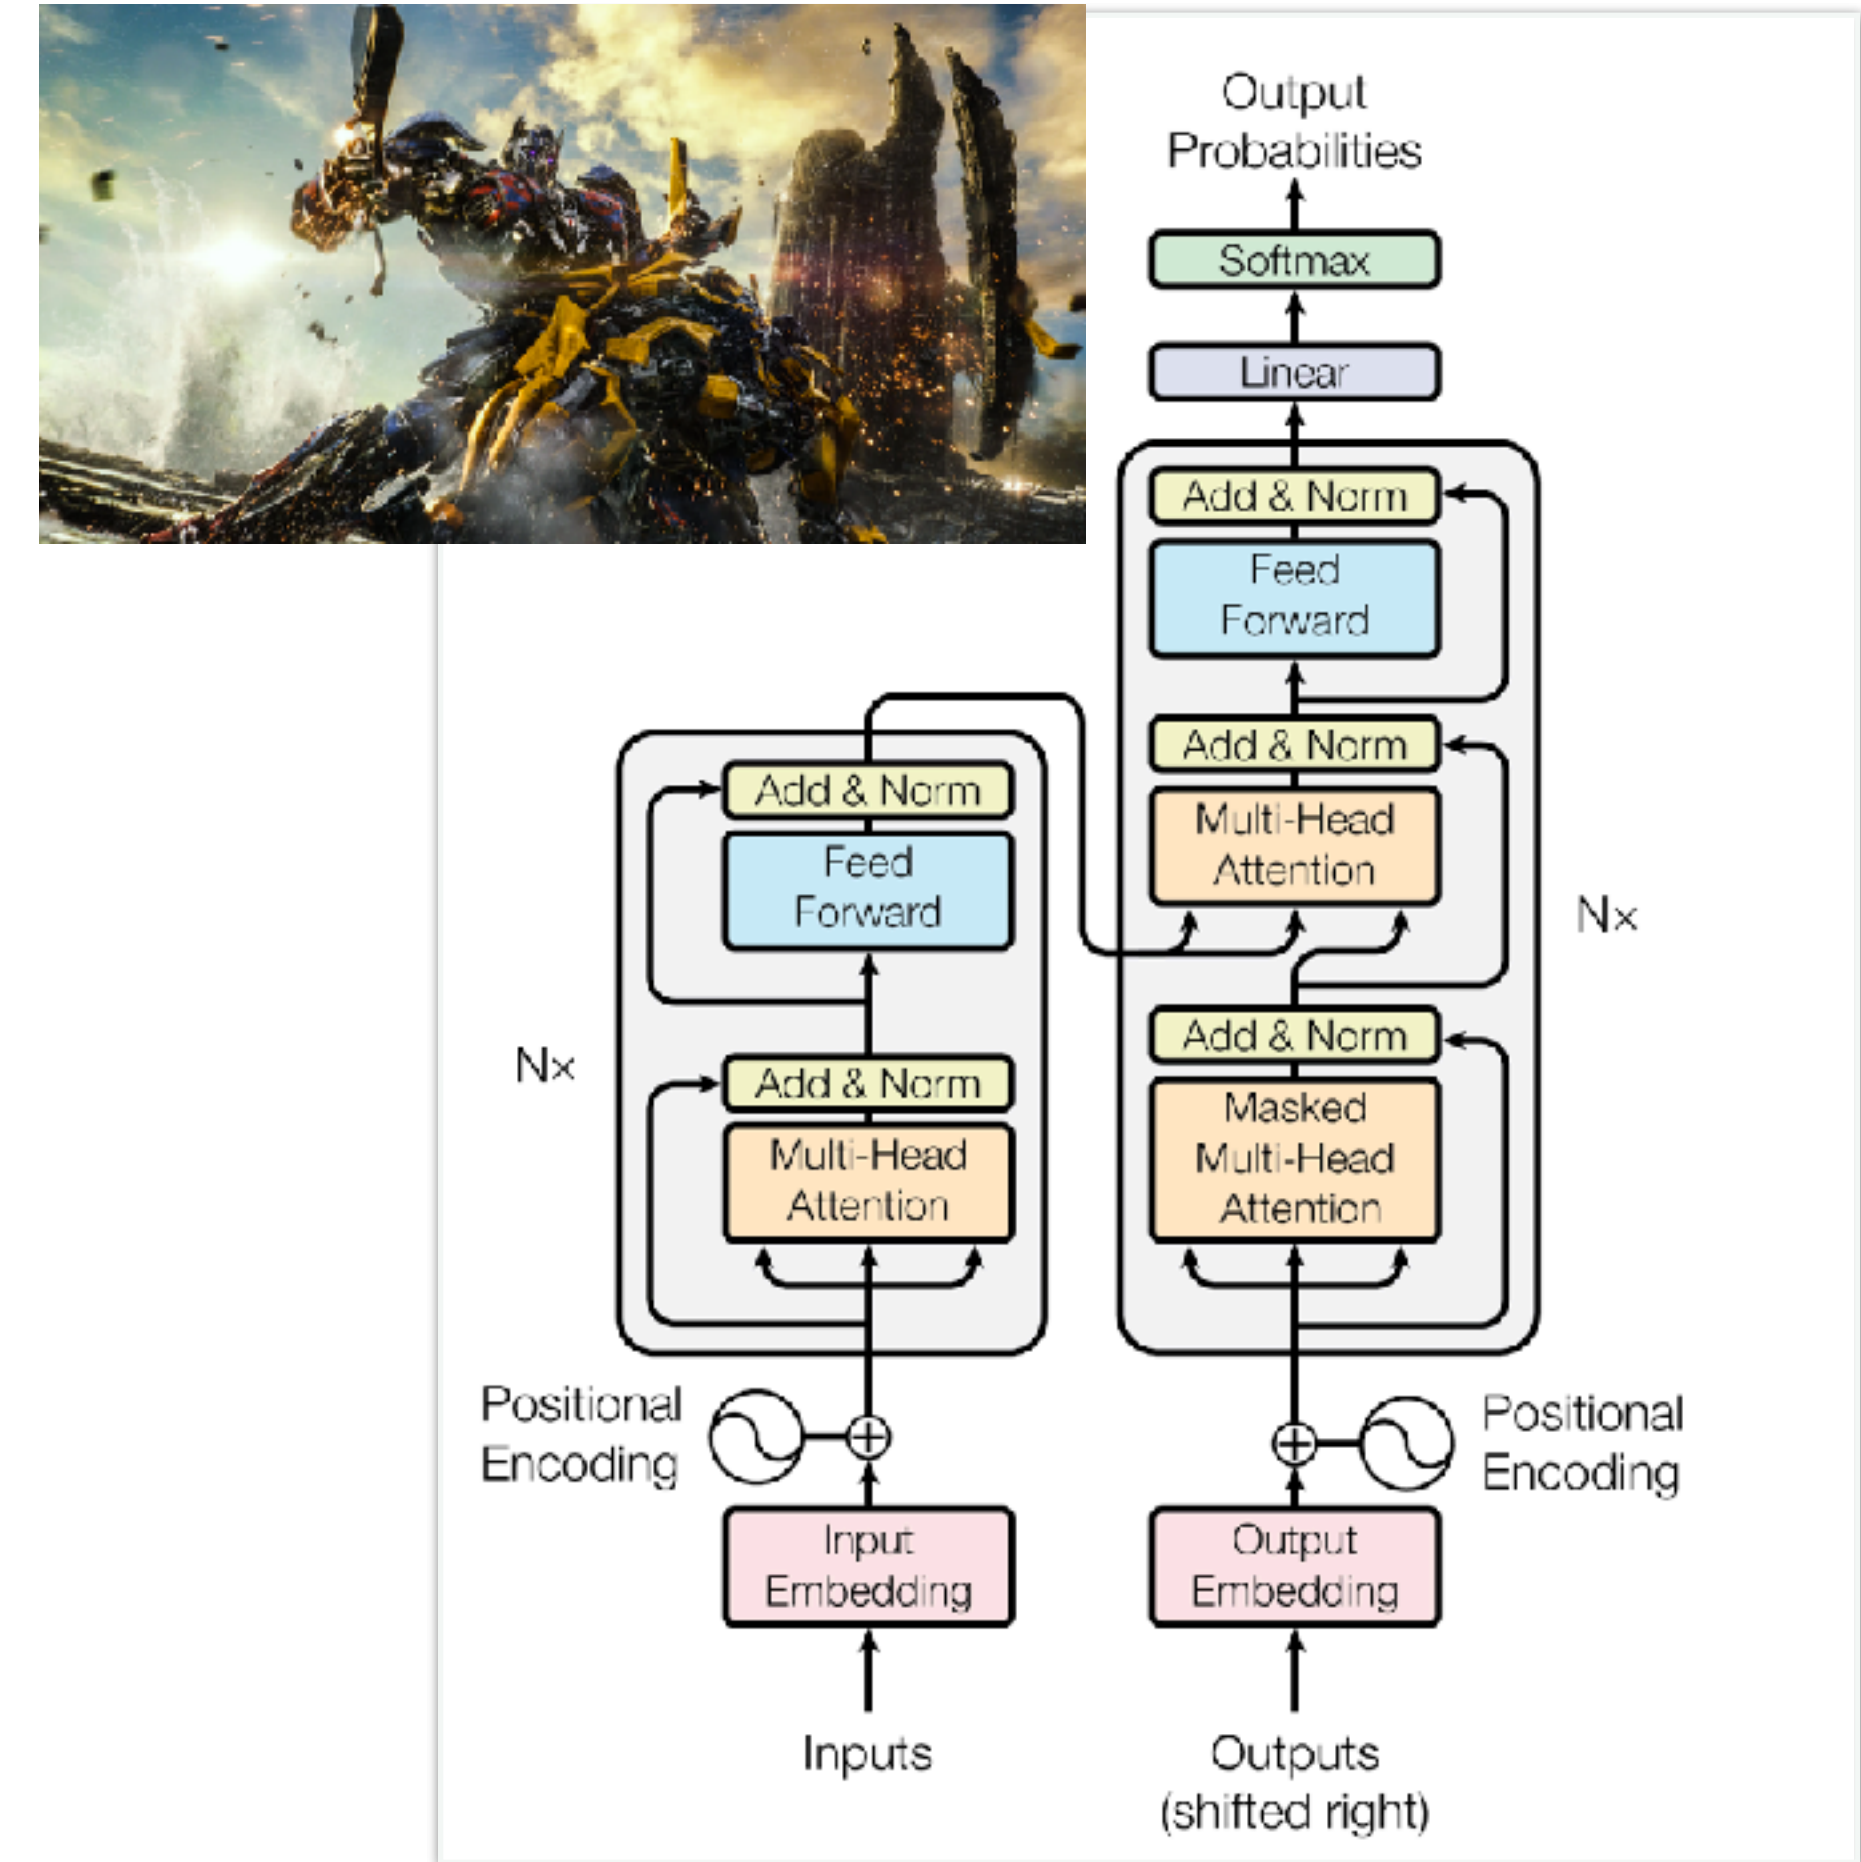 Output
Probabilities
Softmax
Linear
Add & Norm
Feed
Forward
Add & Norm
Multi-Head
Attention
Add & Norm
Masked
Multi-Head
Attention
Nx
Add & Norm
Feed
Forward
Add & Norm
Multi-Head
Attention
Nx
Positional
Encoding
Positional
Encoding
Input
Embedding
Output
Embedding
Inputs
Outputs
(shifted right)